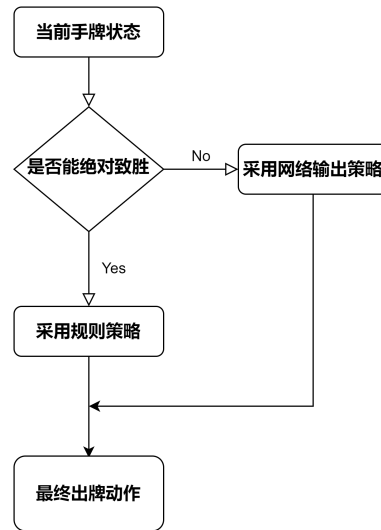 当前手牌状态
是否能绝对致胜
No
采用网络输出策略
Yes
采用规则策略
最终出牌动作